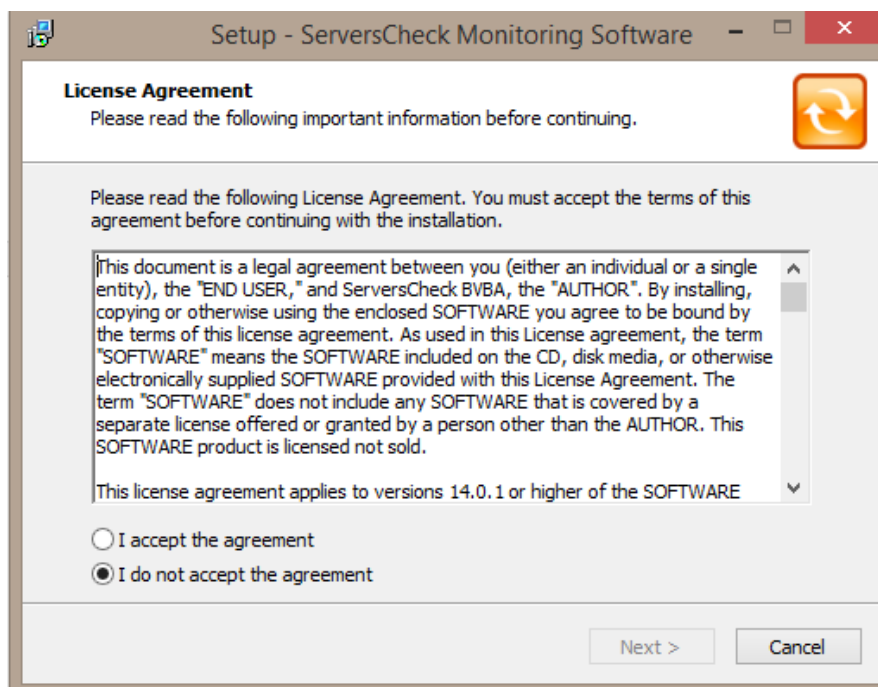 Setup - ServersCheck Monitoring Software
License Agreement
Please read the following important information before continuing.
Please read the following License Agreement. You must accept the terms of this
agreement before continuing with the installation.
This document is a legal agreement between you (either an individual or a single
entity), the "END USER," and ServersCheck BVBA, the "AUTHOR". By installing,
copying or otherwise using the enclosed SOFTWARE you agree to be bound by
the terms of this license agreement. As used in this License agreement, the term
"SOFTWARE" means the SOFTWARE included on the CD, disk media, or otherwise
electronically supplied SOFTWARE provided with this License Agreement. The
term "SOFTWARE" does not include any SOFTWARE that is covered by a
separate license offered or granted by a person other than the AUTHOR. This
SOFTWARE product is licensed not sold.
This license agreement applies to versions 14.0.1 or higher of the SOFTWARE
I accept the agreement
I do not accept the agreement
Next >
Cancel